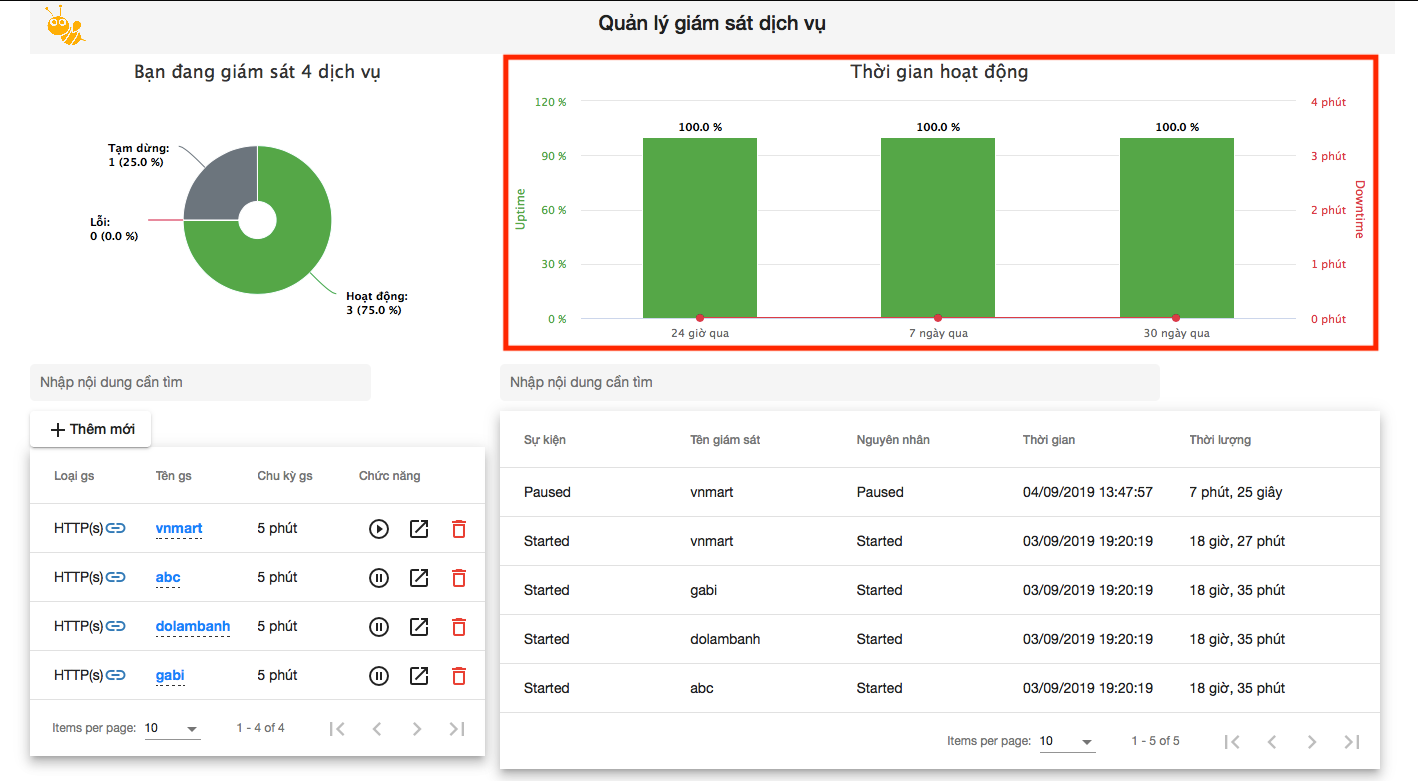 Quản lý giám sát dịch vụ
Bạn đang giám sát 4 dịch vụ
Tạm dừng:
1 (25.0 %)
Lỗi:
0 (0.0 %)
Hoạt động:
3 (75.0 %)
Thời gian hoạt động
120 %
90 %
60 %
30 %
0 %
Uptime
100.0 %
100.0 %
100.0 %
4 phút
3 phút
2 phút
1 phút
0 phút
Downtime
24 giờ qua
7 ngày qua
30 ngày qua
Nhập nội dung cần tìm
Thêm mới
Loại gs Tên gs Chu kỳ gs Chức năng
HTTP(s) vnmart 5 phút
HTTP(s) abc 5 phút
HTTP(s) dolambanh 5 phút
HTTP(s) gabi 5 phút
Items per page: 10 1 - 4 of 4
Nhập nội dung cần tìm
Sự kiện Tên giám sát Nguyên nhân Thời gian Thời lượng
Paused vnmart Paused 04/09/2019 13:47:57 7 phút, 25 giây
Started vnmart Started 03/09/2019 19:20:19 18 giờ, 27 phút
Started gabi Started 03/09/2019 19:20:19 18 giờ, 35 phút
Started dolambanh Started 03/09/2019 19:20:19 18 giờ, 35 phút
Started abc Started 03/09/2019 19:20:19 18 giờ, 35 phút
Items per page: 10 1 - 5 of 5